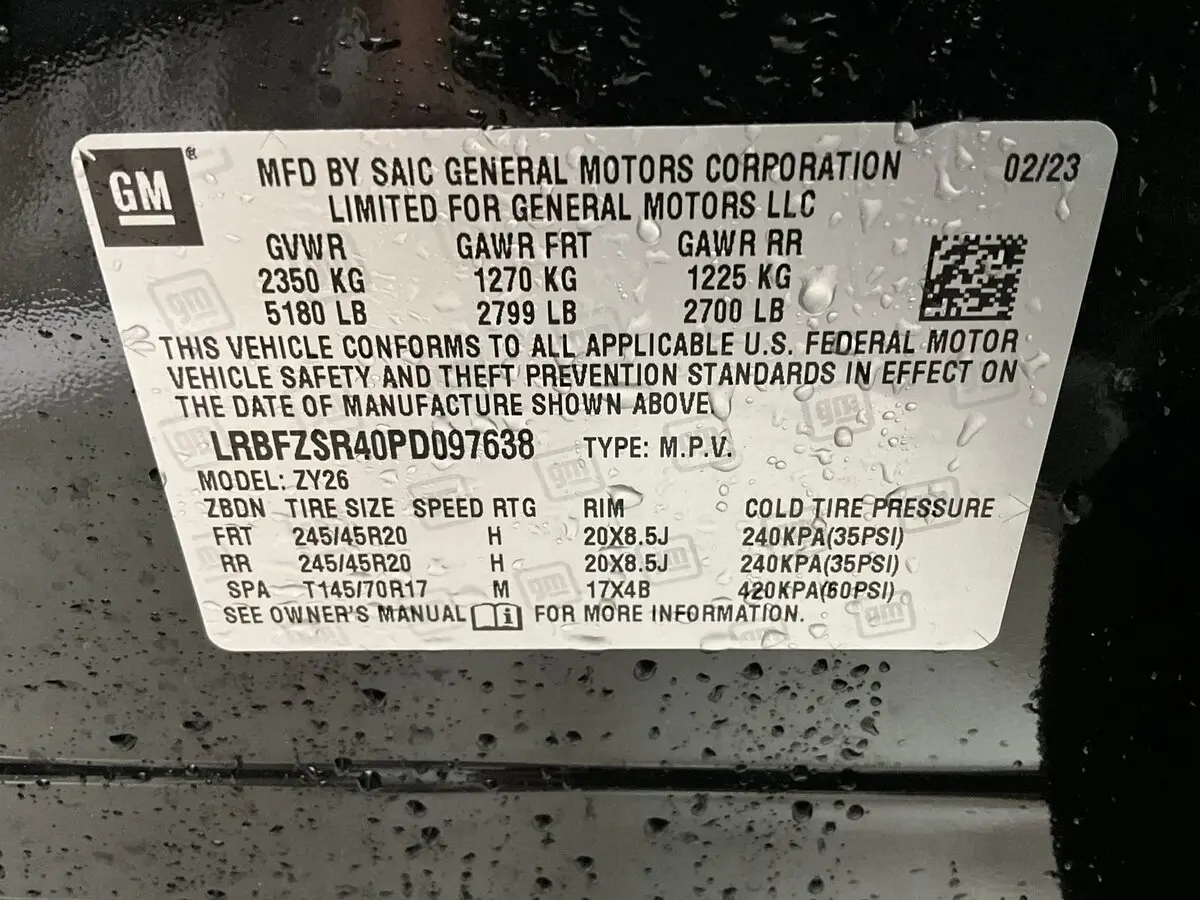 GM ® MFD BY SAIC GENERAL MOTORS CORPORATION 02/23
LIMITED FOR GENERAL MOTORS LLC
GVWR GAWR FRT GAWR RR
2350 KG 1270 KG 1225 KG
5180 LB 2799 LB 2700 LB
THIS VEHICLE CONFORMS TO ALL APPLICABLE U.S. FEDERAL MOTOR
VEHICLE SAFETY AND THEFT PREVENTION STANDARDS IN EFFECT ON
THE DATE OF MANUFACTURE SHOWN ABOVE.
LRBFZSR40PD097638 TYPE: M.P.V.
MODEL: ZY26
ZBDN TIRE SIZE SPEED RTG RIM COLD TIRE PRESSURE
FRT 245/45R20 H 20X8.5J 240KPA(35PSI)
RR 245/45R20 H 20X8.5J 240KPA(35PSI)
SPA T145/70R17 M 17X4B 420KPA(60PSI)
SEE OWNER'S MANUAL i FOR MORE INFORMATION.